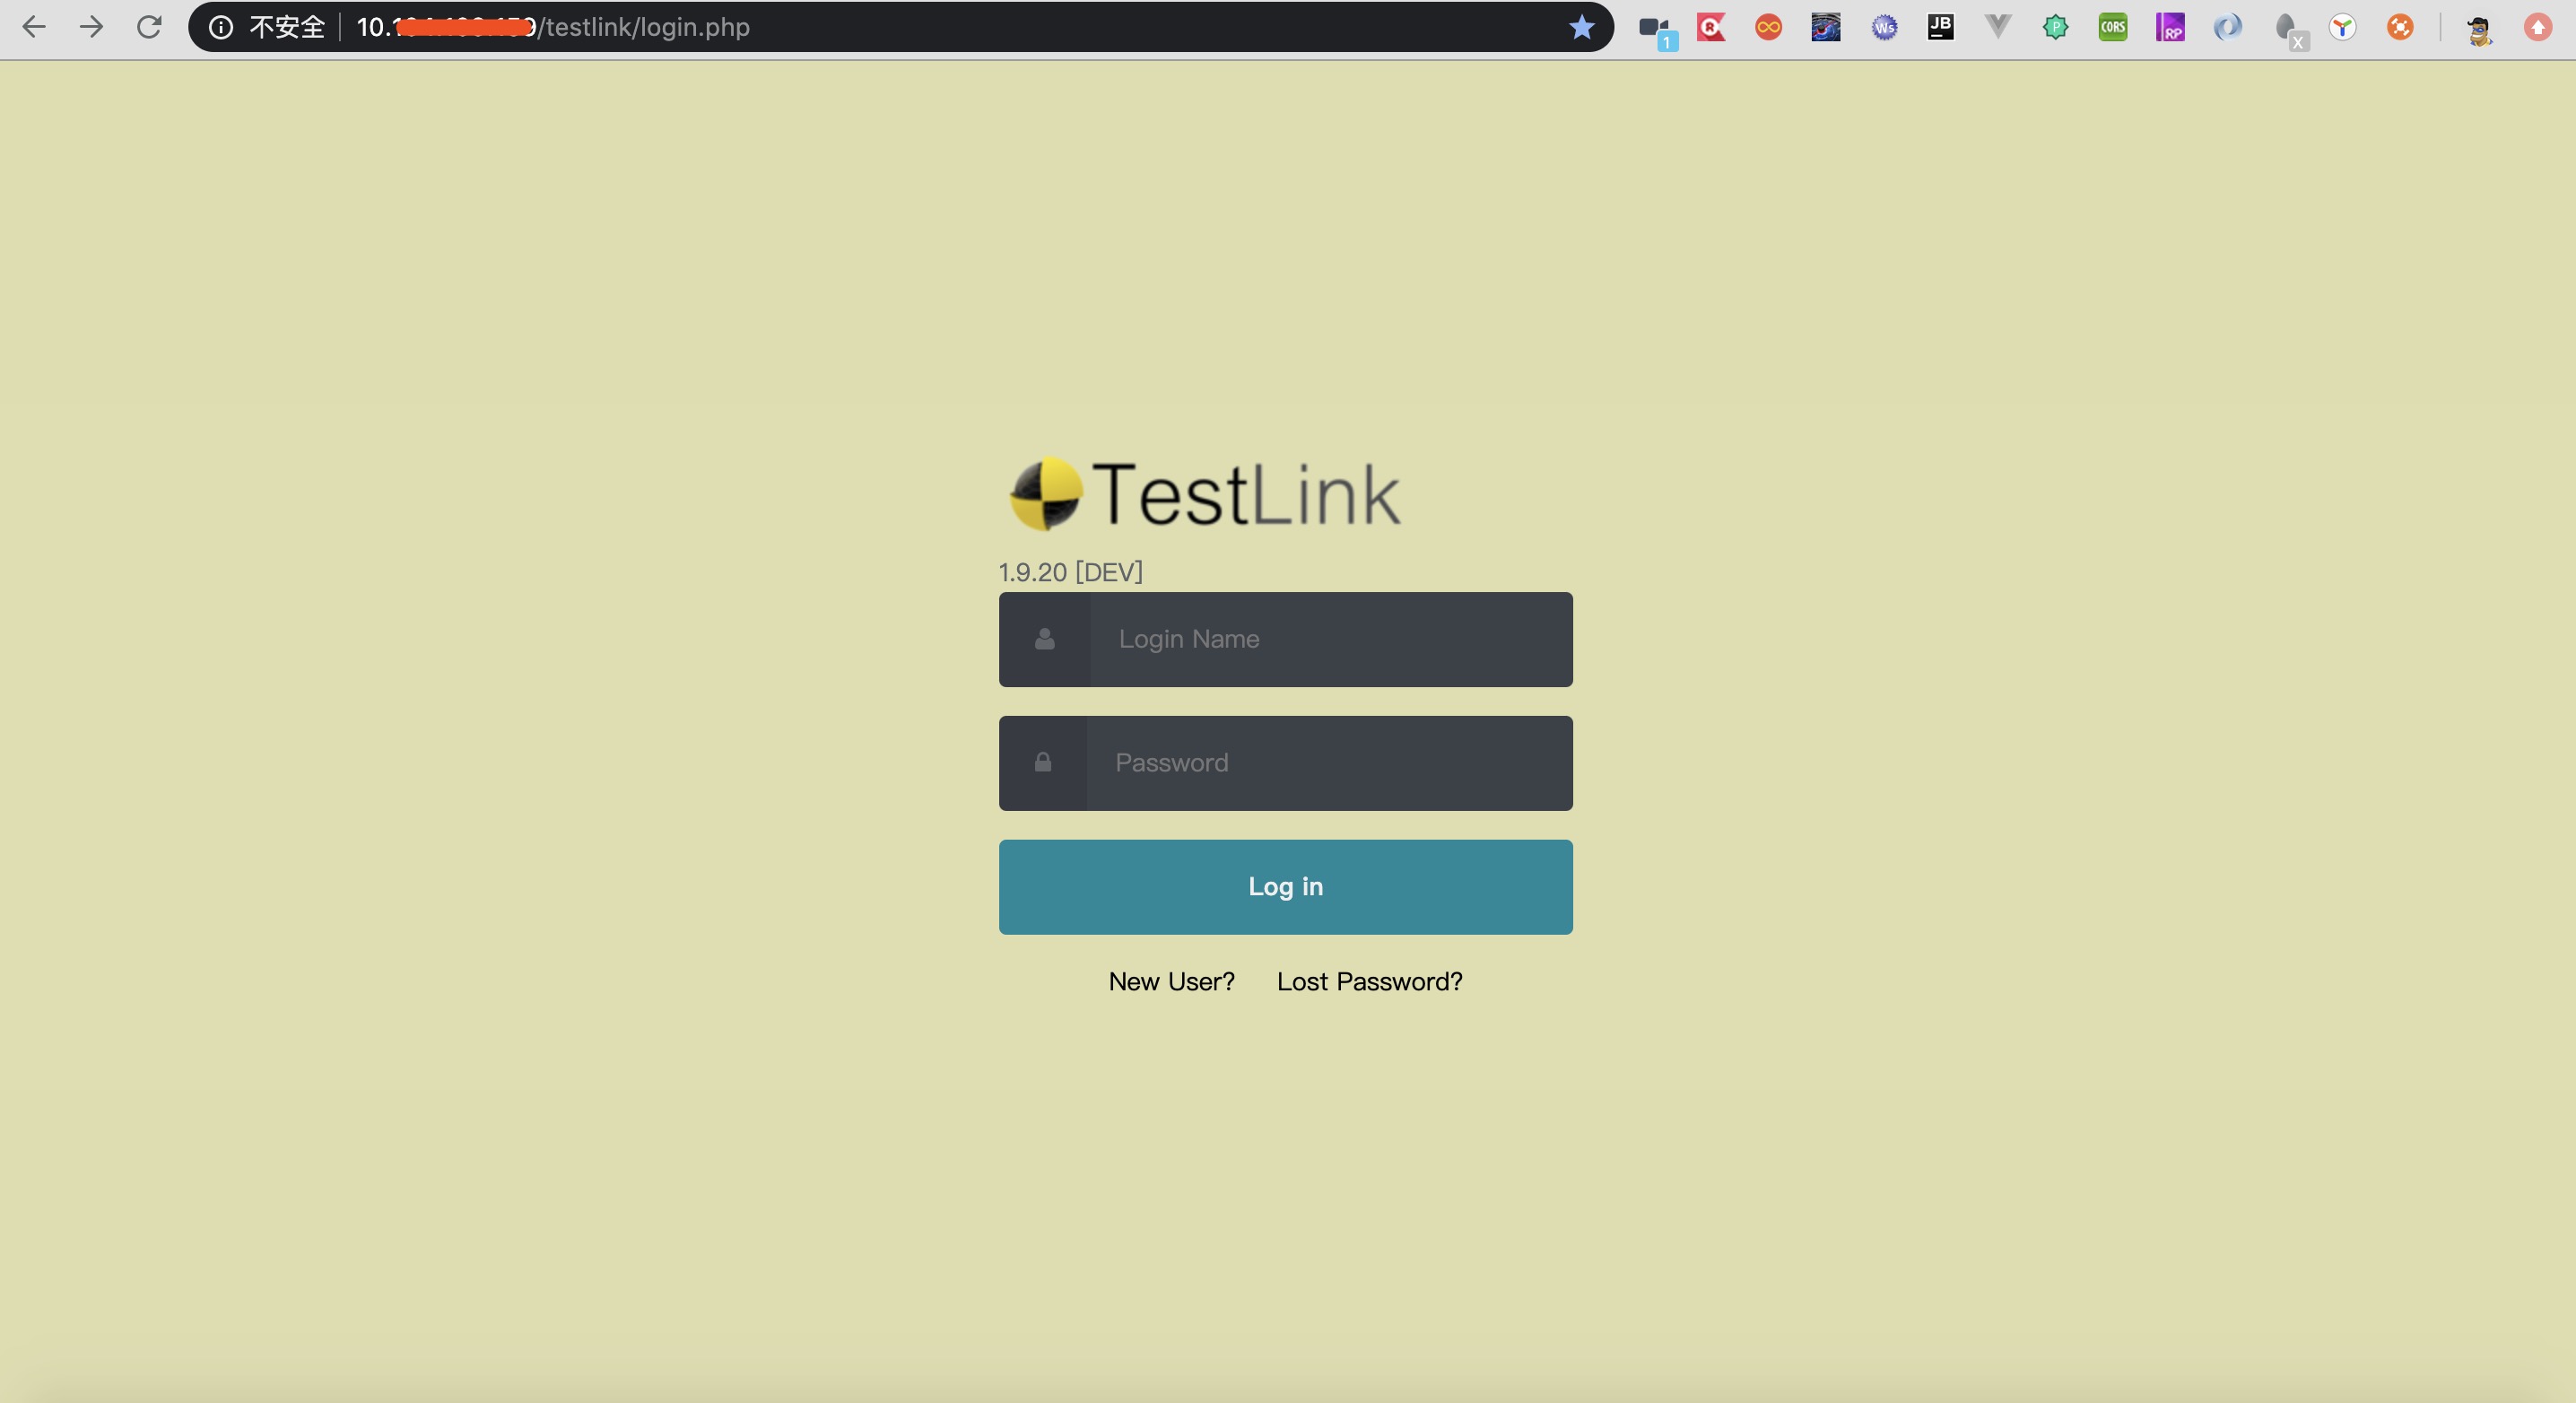 不安全 10. /testlink/login.php
1
Ws
JB
P
CORS
RP
X
TestLink
1.9.20 [DEV]
Login Name
Password
Log in
New User? Lost Password?